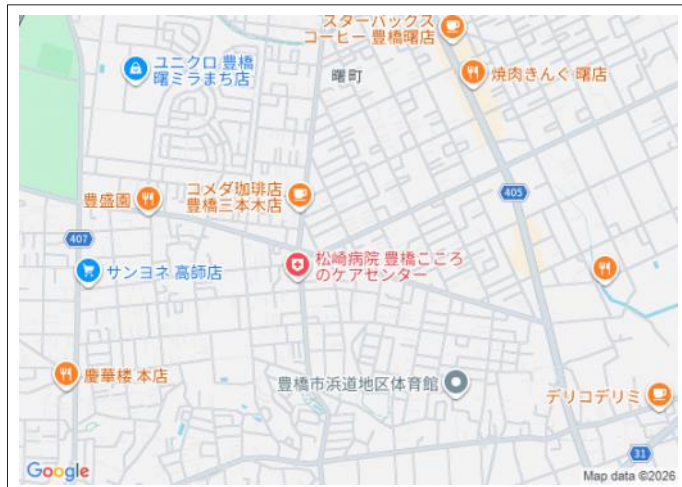 スターバックス
コーヒー 豊橋曙店
ユニクロ 豊橋
曙ミラまち店
曙町
焼肉きんぐ 曙店
コメダ珈琲店
豊橋三本木店
豊盛園
405
407
サンヨネ 高師店
松崎病院 豊橋こころ
のケアセンター
慶華楼 本店
豊橋市浜道地区体育館
デリコデリミ
31
Google
Map data ©2026